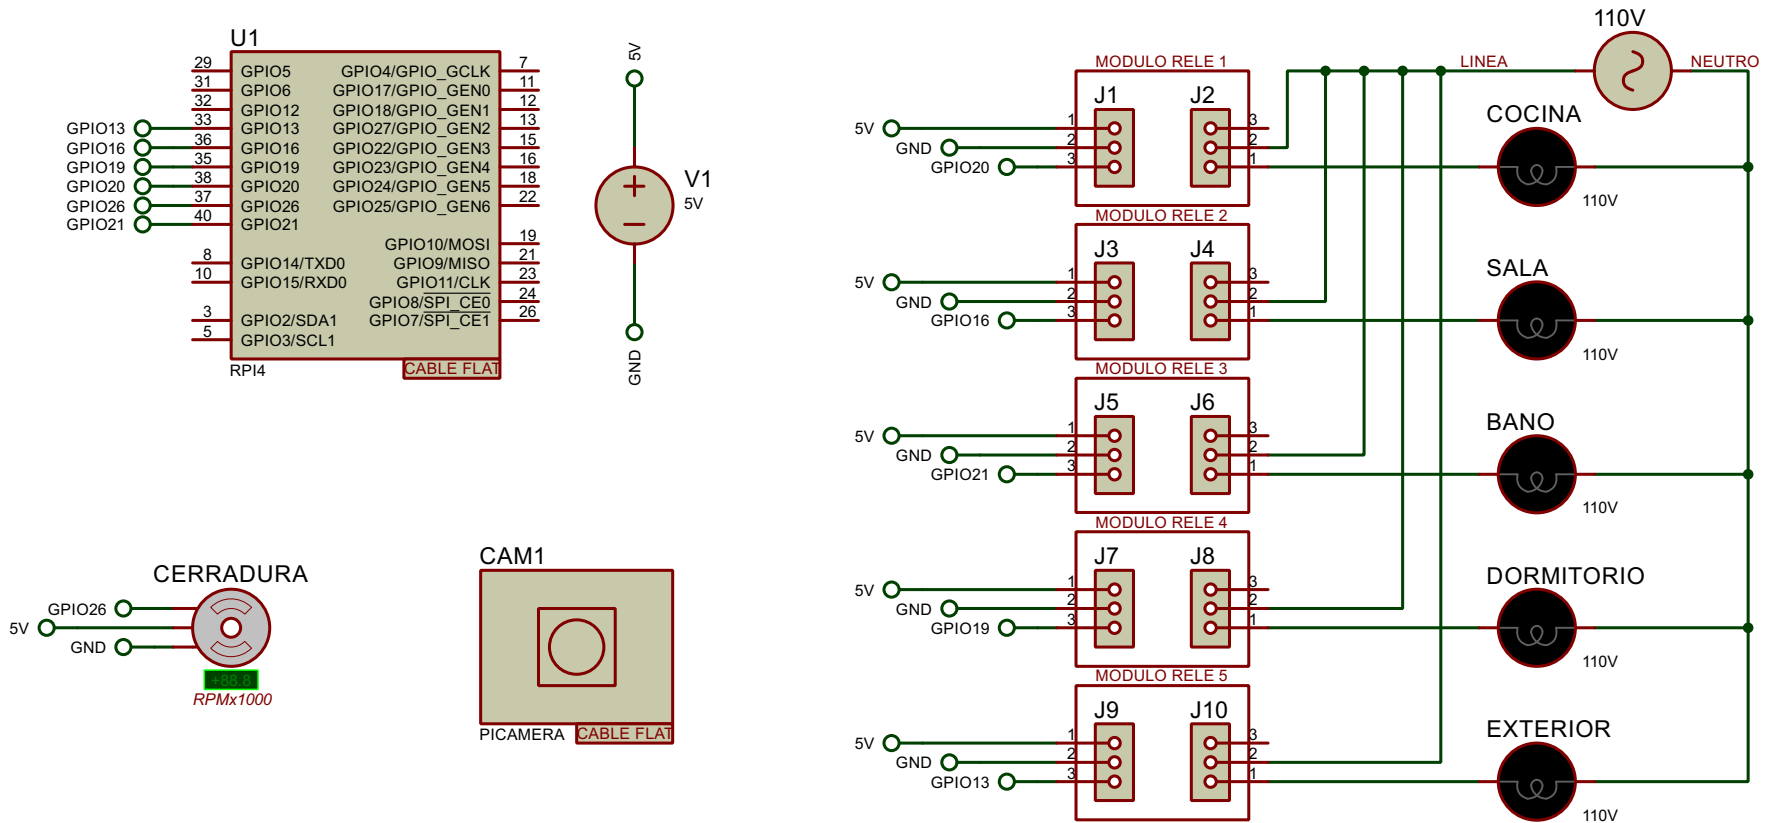 U1
29 GPIO5 GPIO4/GPIO_GCLK 7
31 GPIO6 GPIO17/GPIO_GEN0 11
32 GPIO12 GPIO18/GPIO_GEN1 12
GPIO13 33 GPIO13 GPIO27/GPIO_GEN2 13
GPIO16 36 GPIO16 GPIO22/GPIO_GEN3 15
GPIO19 35 GPIO19 GPIO23/GPIO_GEN4 16
GPIO20 38 GPIO20 GPIO24/GPIO_GEN5 18
GPIO26 37 GPIO26 GPIO25/GPIO_GEN6 22
GPIO21 40 GPIO21
GPIO10/MOSI 19
8 GPIO14/TXD0 GPIO9/MISO 21
10 GPIO15/RXD0 GPIO11/CLK 23
GPIO8/SPI_CE0 24
3 GPIO2/SDA1 GPIO7/SPI_CE1 26
5 GPIO3/SCL1
RPI4 CABLE FLAT
5V
V1
5V
GND
CERRADURA
GPIO26
5V
GND
+88.8
RPMx1000
CAM1
PICAMERA CABLE FLAT
110V
LINEA NEUTRO
MODULO RELE 1
J1 J2
5V 1 3
GND 2 2
GPIO20 3 1
COCINA
110V
MODULO RELE 2
J3 J4
5V 1 3
GND 2 2
GPIO16 3 1
SALA
110V
MODULO RELE 3
J5 J6
5V 1 3
GND 2 2
GPIO21 3 1
BANO
110V
MODULO RELE 4
J7 J8
5V 1 3
GND 2 2
GPIO19 3 1
DORMITORIO
110V
MODULO RELE 5
J9 J10
5V 1 3
GND 2 2
GPIO13 3 1
EXTERIOR
110V